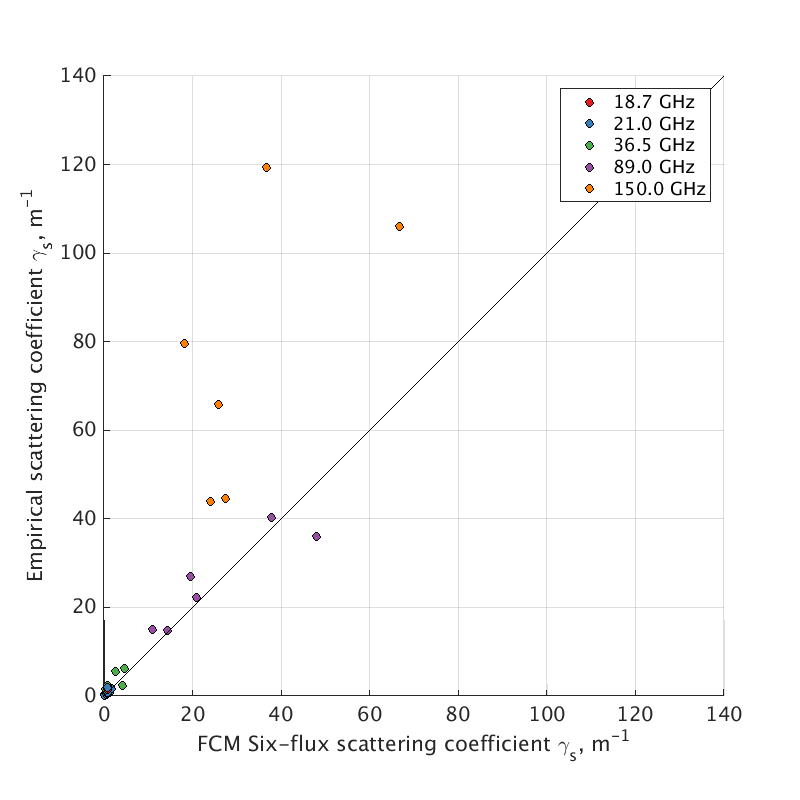 140
120
100
80
60
40
20
0
0 20 40 60 80 100 120 140
Empirical scattering coefficient γs, m−1
FCM Six−flux scattering coefficient γs, m−1
18.7 GHz
21.0 GHz
36.5 GHz
89.0 GHz
150.0 GHz